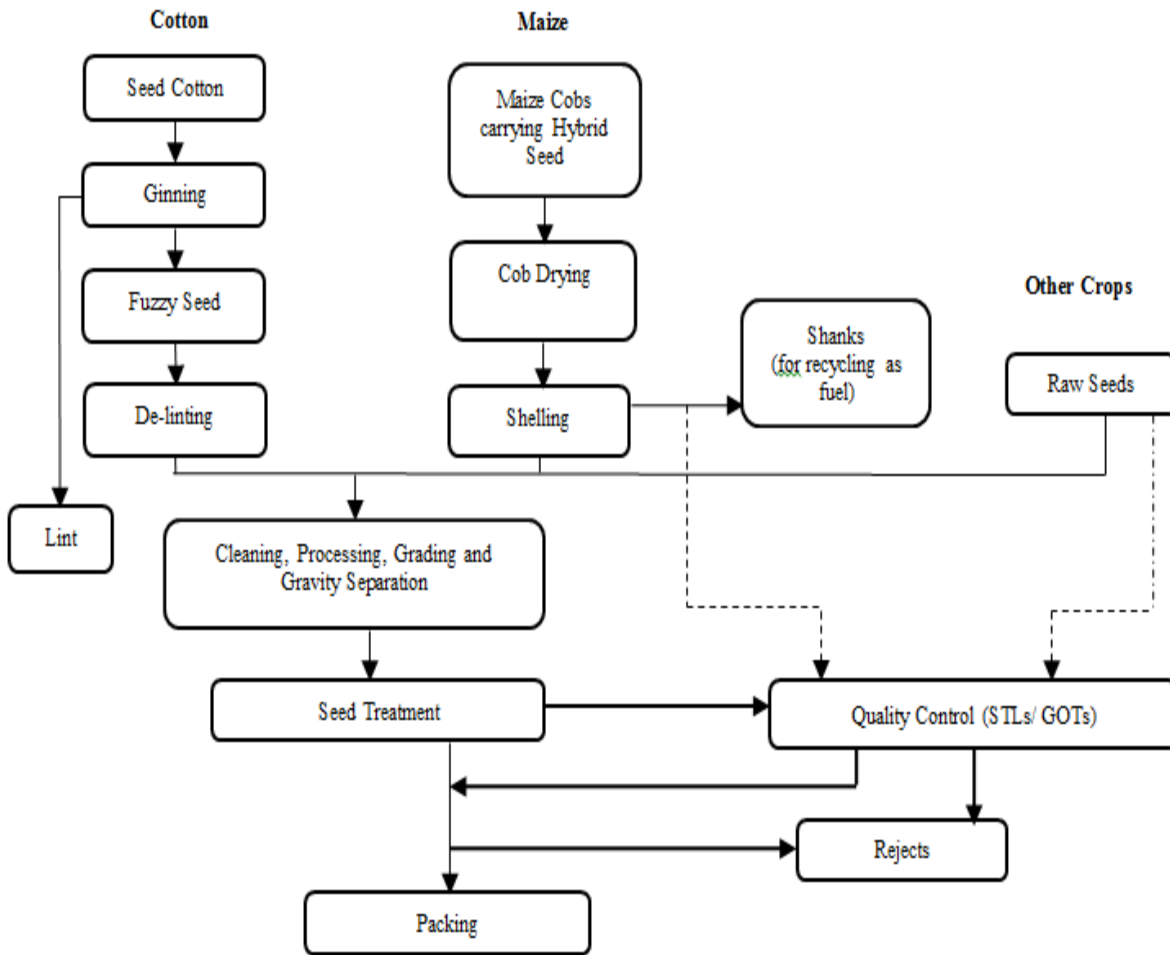 Cotton
Maize
Seed Cotton
Maize Cobs
carrying Hybrid
Seed
Ginning
Cob Drying
Fuzzy Seed
Other Crops
Shanks
(for recycling as
fuel)
Raw Seeds
De-linting
Shelling
Lint
Cleaning, Processing, Grading and
Gravity Separation
Seed Treatment
Quality Control (STLs/ GOTs)
Rejects
Packing